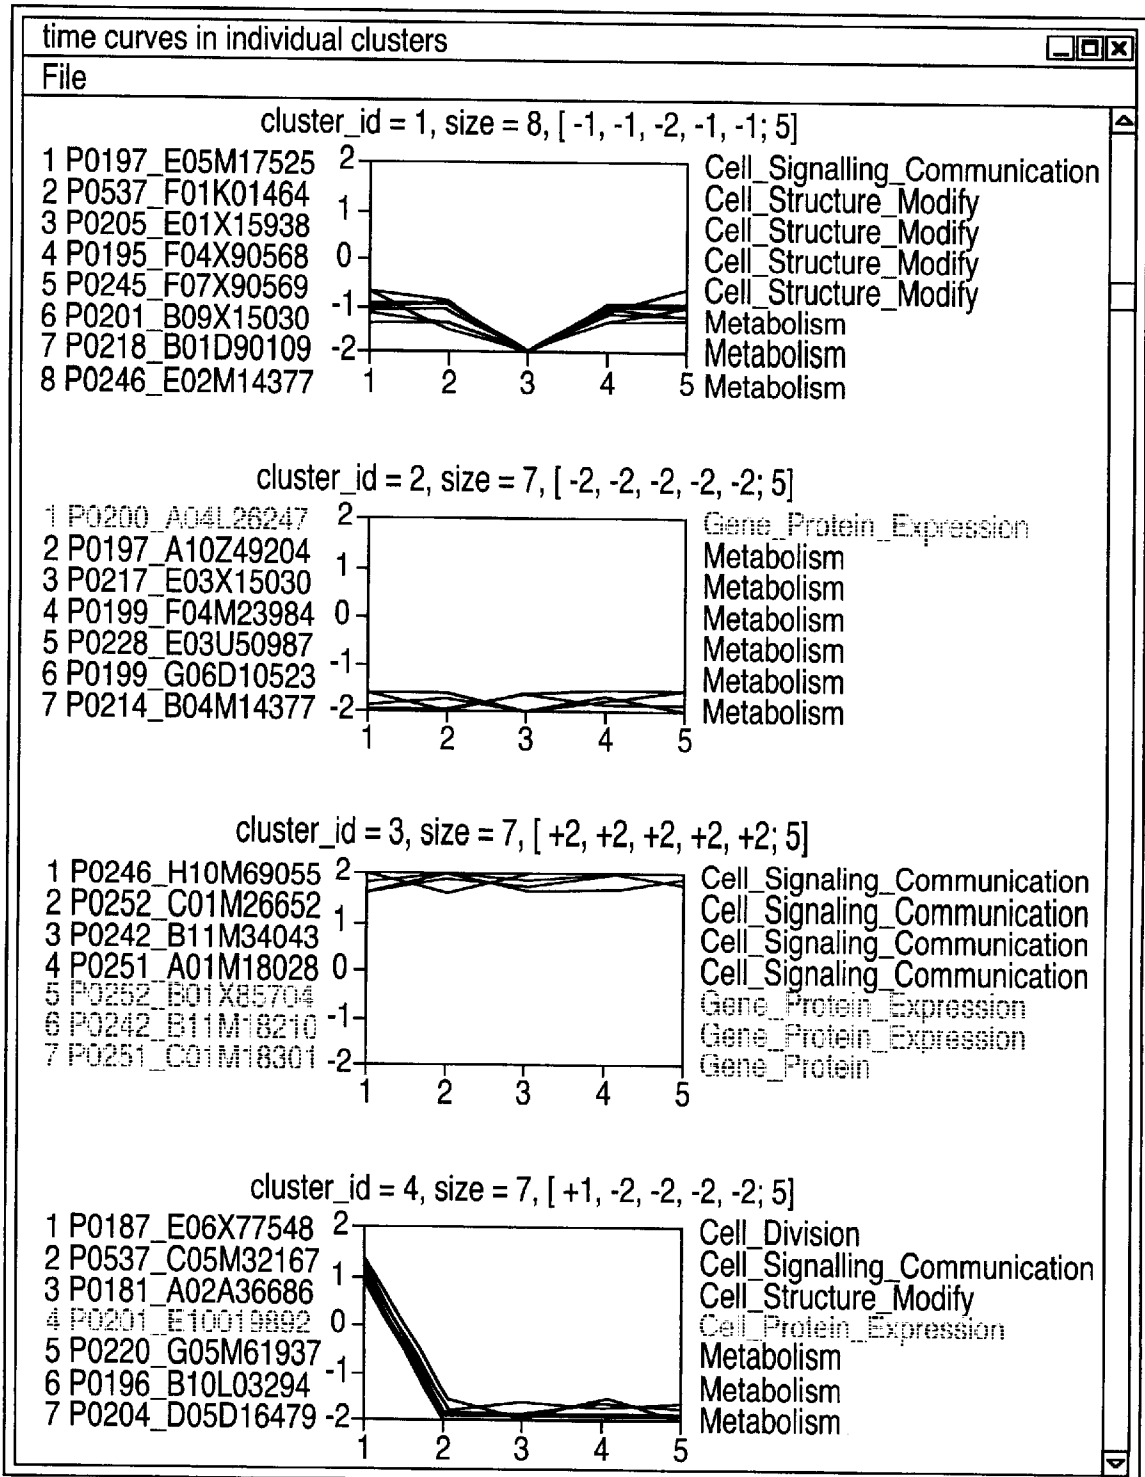 time curves in individual clusters
File
cluster_id = 1, size = 8, [ -1, -1, -2, -1, -1; 5]
1 P0197_E05M17525 2 Cell_Signalling_Communication
2 P0537_F01K01464 1 Cell_Structure_Modify
3 P0205_E01X15938 Cell_Structure_Modify
4 P0195_F04X90568 0 Cell_Structure_Modify
5 P0245_F07X90569 Cell_Structure_Modify
6 P0201_B09X15030 -1 Metabolism
7 P0218_B01D90109 -2 Metabolism
8 P0246_E02M14377 1 2 3 4 5 Metabolism
cluster_id = 2, size = 7, [ -2, -2, -2, -2, -2; 5]
1 P0200_A04L26247 2 Gene_Protein_Expression
2 P0197_A10Z49204 1 Metabolism
3 P0217_E03X15030 Metabolism
4 P0199_F04M23984 0 Metabolism
5 P0228_E03U50987 Metabolism
6 P0199_G06D10523 -1 Metabolism
7 P0214_B04M14377 -2 Metabolism
1 2 3 4 5
cluster_id = 3, size = 7, [ +2, +2, +2, +2, +2; 5]
1 P0246_H10M69055 2 Cell_Signaling_Communication
2 P0252_C01M26652 1 Cell_Signaling_Communication
3 P0242_B11M34043 Cell_Signaling_Communication
4 P0251_A01M18028 0 Cell_Signaling_Communication
5 P0252_B01X85704 Gene_Protein_Expression
6 P0242_B11M18210 -1 Gene_Protein_Expression
7 P0251_C01M18301 -2 Gene_Protein
1 2 3 4 5
cluster_id = 4, size = 7, [ +1, -2, -2, -2, -2; 5]
1 P0187_E06X77548 2 Cell_Division
2 P0537_C05M32167 1 Cell_Signalling_Communication
3 P0181_A02A36686 Cell_Structure_Modify
4 P0201_E10019892 0 Cell_Protein_Expression
5 P0220_G05M61937 -1 Metabolism
6 P0196_B10L03294 Metabolism
7 P0204_D05D16479 -2 Metabolism
1 2 3 4 5